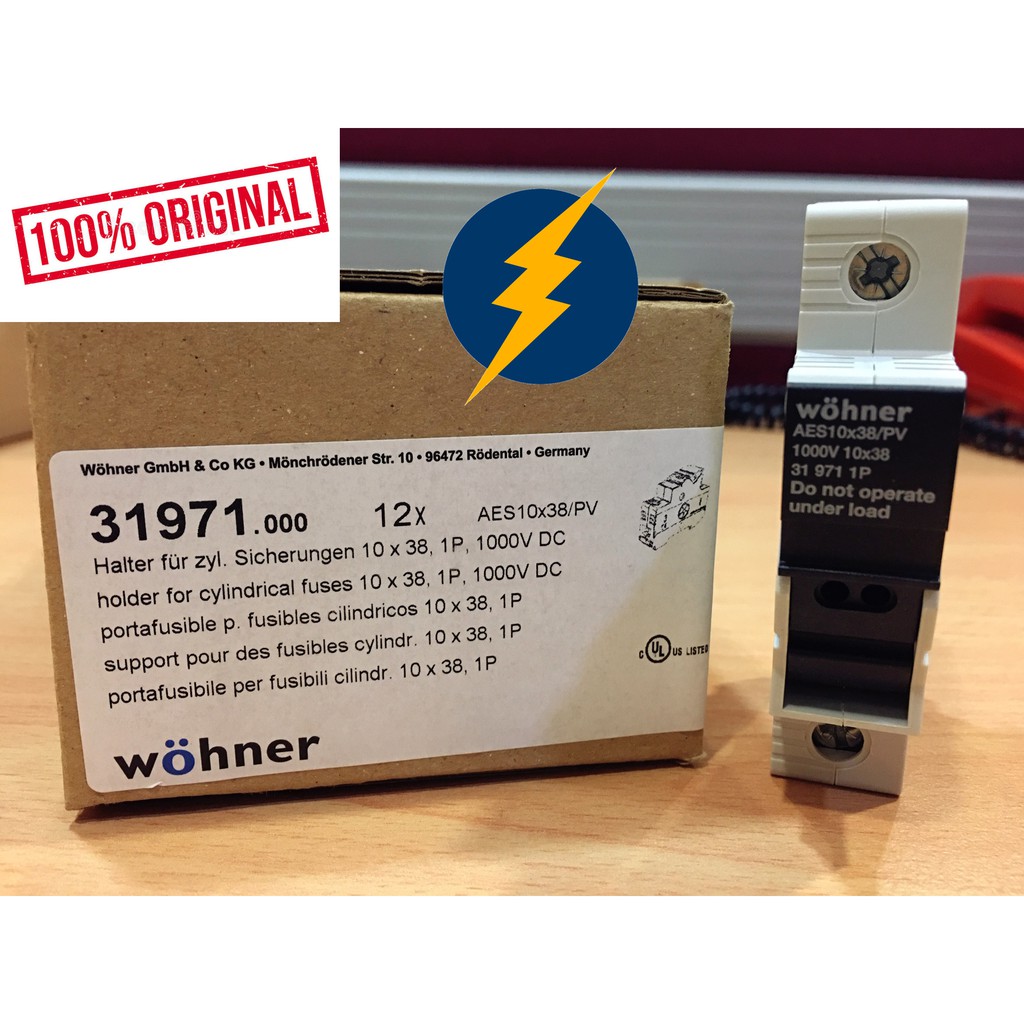 100% ORIGINAL
Wöhner GmbH & Co KG • Mönchrödener Str. 10 • 96472 Rödental • Germany
31971.000 12x AES10x38/PV
Halter für zyl. Sicherungen 10 x 38, 1P, 1000V DC
holder for cylindrical fuses 10 x 38, 1P, 1000V DC
portafusible p. fusibles cilindricos 10 x 38, 1P
support pour des fusibles cylindr. 10 x 38, 1P
portafusibile per fusibili cilindr. 10 x 38, 1P
C UL US LISTED
wöhner
wöhner
AES10x38/PV
1000V 10x38
31 971 1P
Do not operate
under load